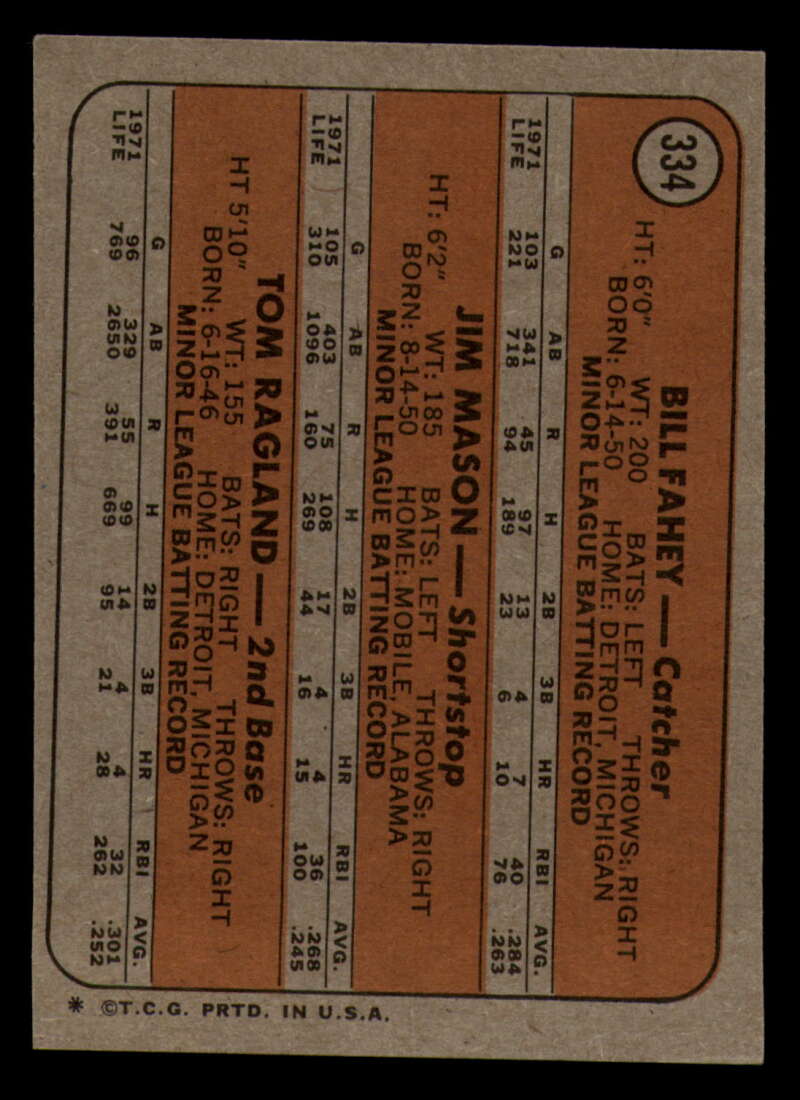 334
BILL FAHEY — Catcher
HT: 6'0" WT: 200 BATS: LEFT THROWS: RIGHT
BORN: 6-14-50 HOME: DETROIT, MICHIGAN
MINOR LEAGUE BATTING RECORD
G AB R H 2B 3B HR RBI AVG.
1971 103 341 45 97 13 4 7 40 .284
LIFE 221 718 94 189 23 6 10 76 .263
JIM MASON — Shortstop
HT: 6'2" WT: 185 BATS: LEFT THROWS: RIGHT
BORN: 8-14-50 HOME: MOBILE, ALABAMA
MINOR LEAGUE BATTING RECORD
G AB R H 2B 3B HR RBI AVG.
1971 105 403 75 108 17 4 4 36 .268
LIFE 310 1096 160 269 44 16 15 100 .245
TOM RAGLAND — 2nd Base
HT 5'10" WT: 155 BATS: RIGHT THROWS: RIGHT
BORN: 6-16-46 HOME: DETROIT, MICHIGAN
MINOR LEAGUE BATTING RECORD
G AB R H 2B 3B HR RBI AVG.
1971 96 329 55 99 14 4 4 32 .301
LIFE 769 2650 391 669 95 21 28 262 .252
* ©T.C.G. PRTD. IN U.S.A.